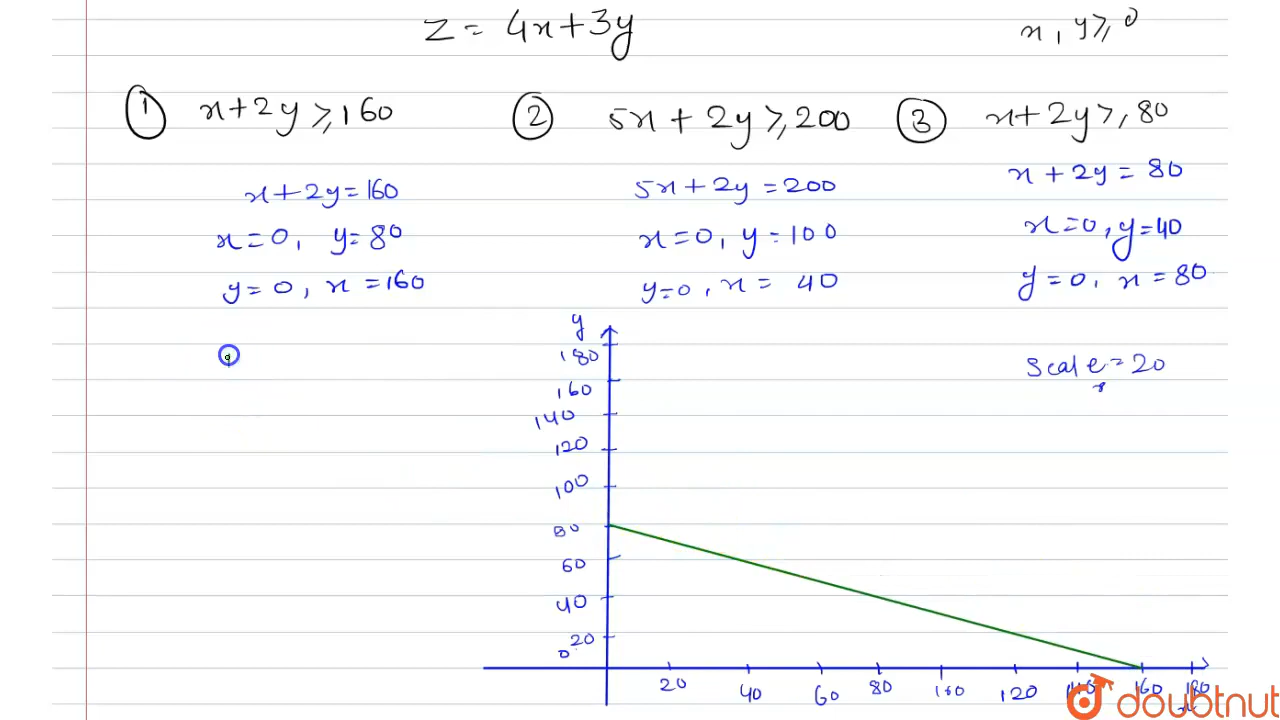 z = 4x+3y
x, y ≥ 0
① x+2y ≥ 160
② 5x + 2y ≥ 200
③ x+2y ≥ 80
x+2y=160
5x+2y=200
x+2y=80
x=0, y=80
x=0, y=100
x=0, y=40
y=0, x=160
y=0, x= 40
y=0, x=80
y
180
Scale=20
160
140
120
100
80
60
40
20
0
20 40 60 80 100 120 140 160 180
x
doubtnut